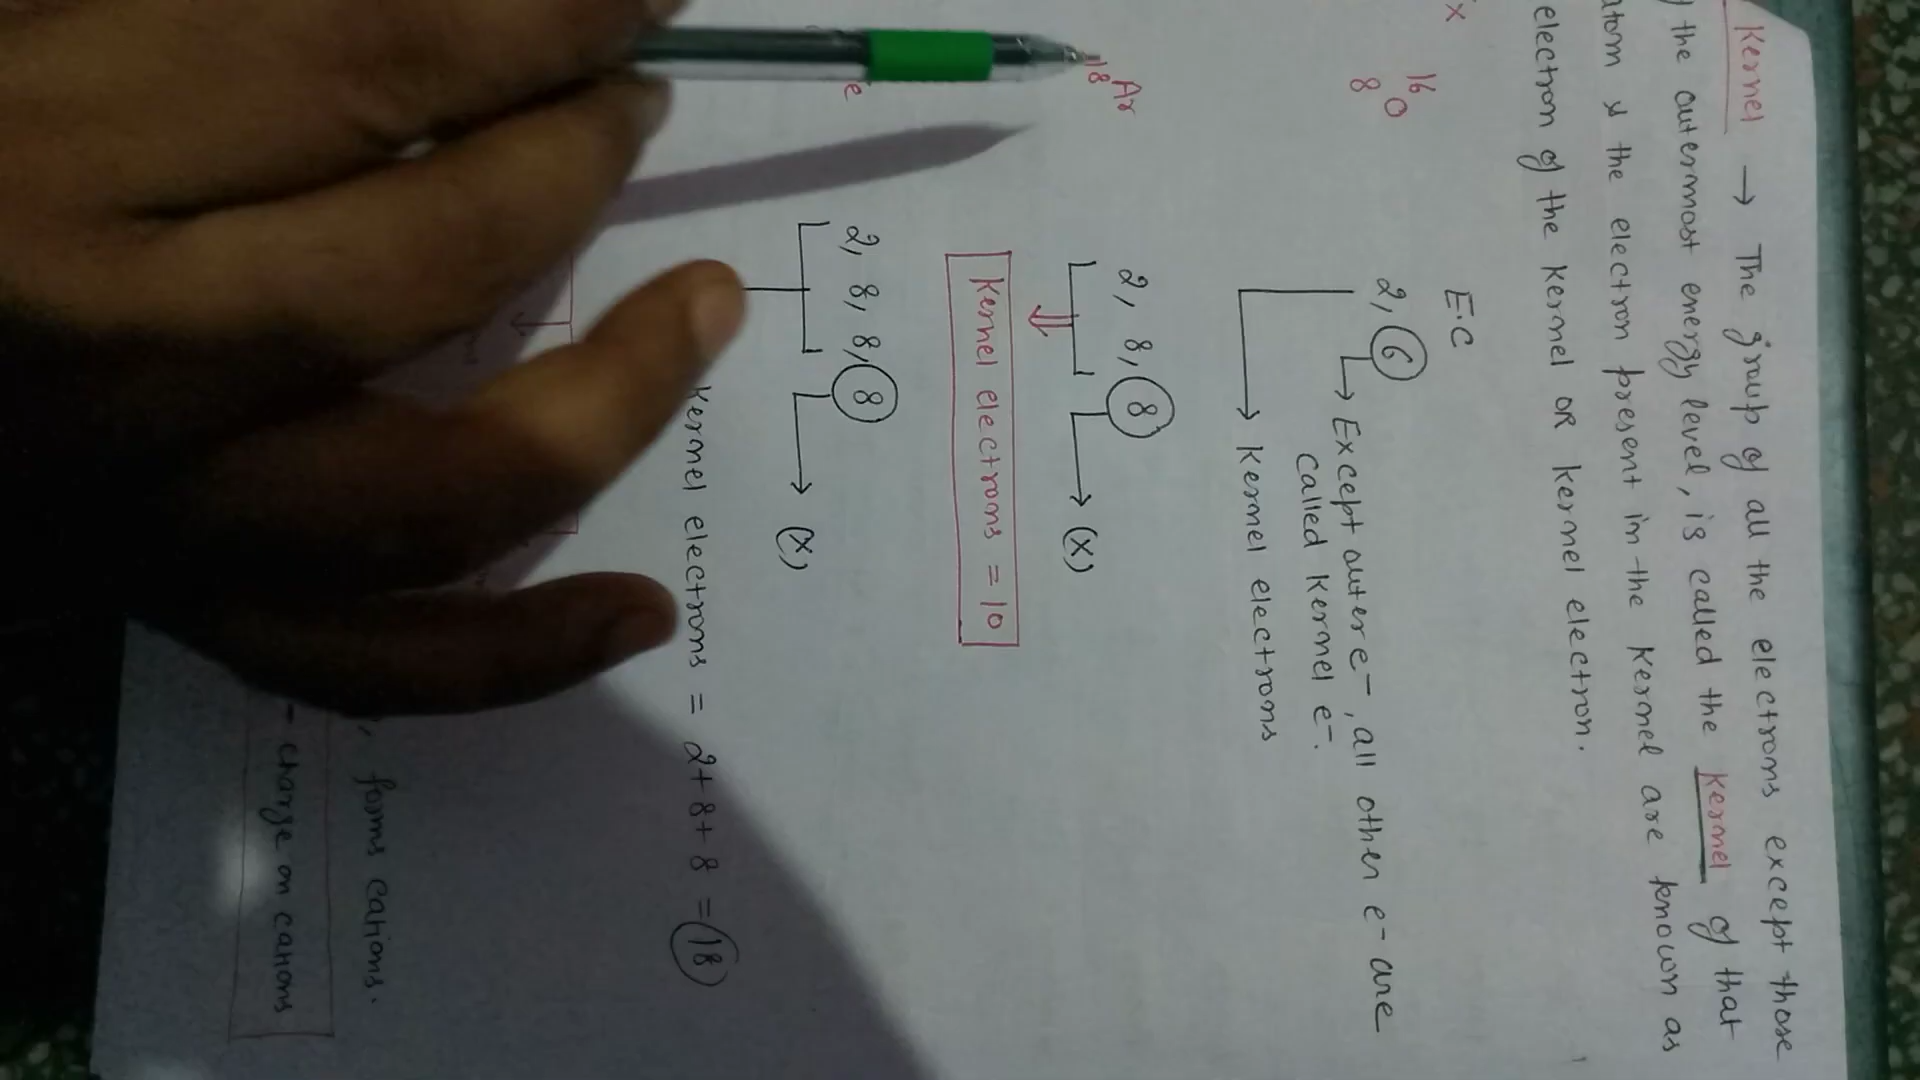 Kernel → The group of all the electrons except those
the outermost energy level, is called the Kernel of that
atom & the electron present in the Kernel are known as
electron of the Kernel OR Kernel electron.
Ex E.C
16 8 O 2, 6
Except outer e-, all other e- are
called Kernel e-.
Kernel electrons
18 Ar 2, 8, 8
(x)
Kernel electrons = 10
e 2, 8, 8, 8
(x)
Kernel electrons = 2+8+8 = 18
, forms cations.
- charge on cations